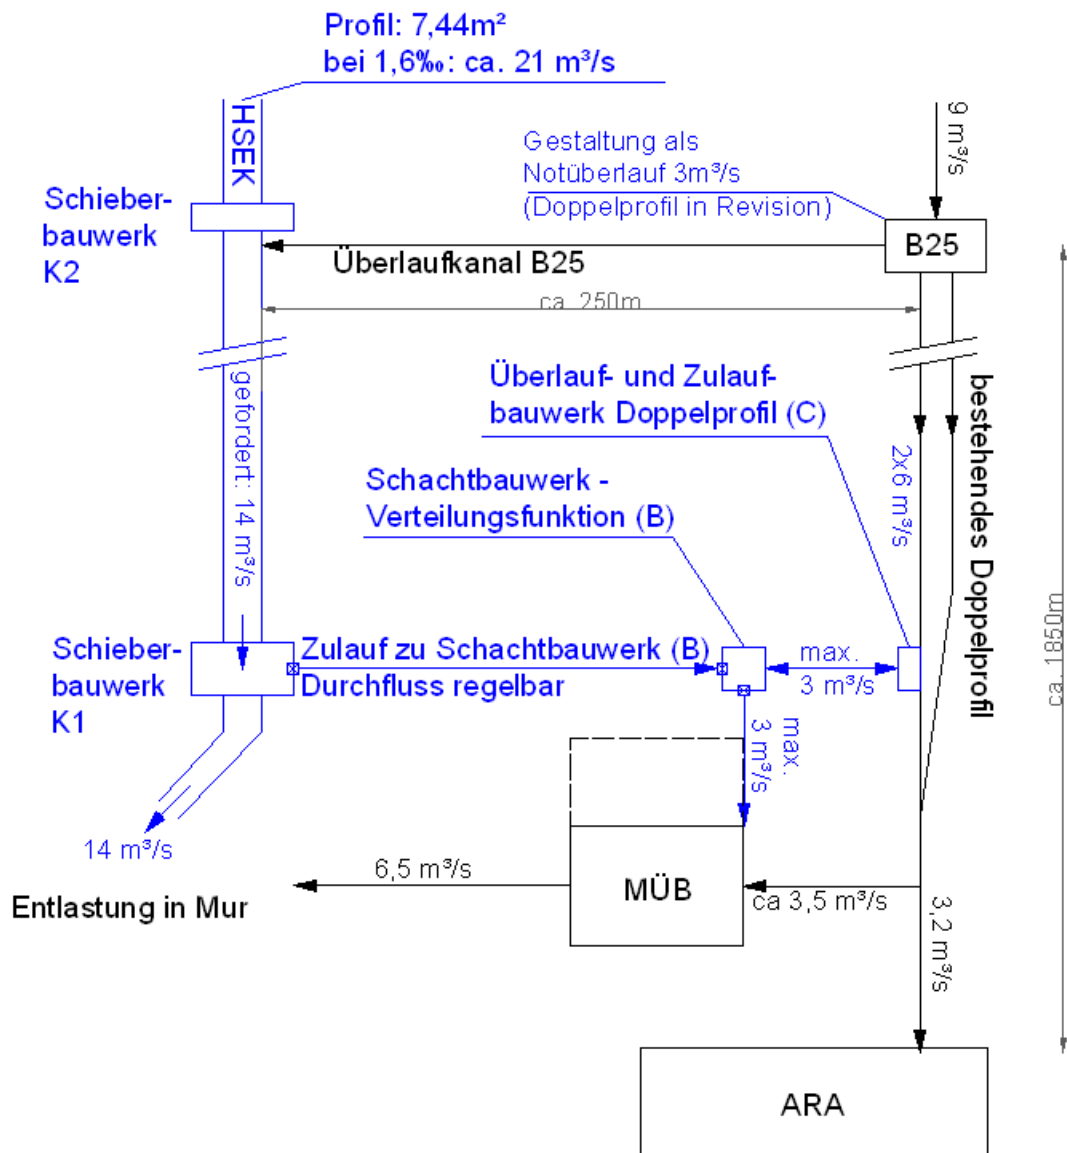 Profil: 7,44m²
bei 1,6‰: ca. 21 m³/s
HSEK
9 m³/s
Gestaltung als
Notüberlauf 3m³/s
(Doppelprofil in Revision)
Schieber-
bauwerk
K2
B25
Überlaufkanal B25
ca. 250m
gefordert: 14 m³/s
Überlauf- und Zulauf-
bauwerk Doppelprofil (C)
2x6 m³/s
bestehendes Doppelprofil
Schachtbauwerk -
Verteilungsfunktion (B)
ca. 1850m
Schieber-
bauwerk
K1
Zulauf zu Schachtbauwerk (B)
Durchfluss regelbar
max.
3 m³/s
max.
3 m³/s
14 m³/s
6,5 m³/s
MÜB
ca 3,5 m³/s
3,2 m³/s
Entlastung in Mur
ARA